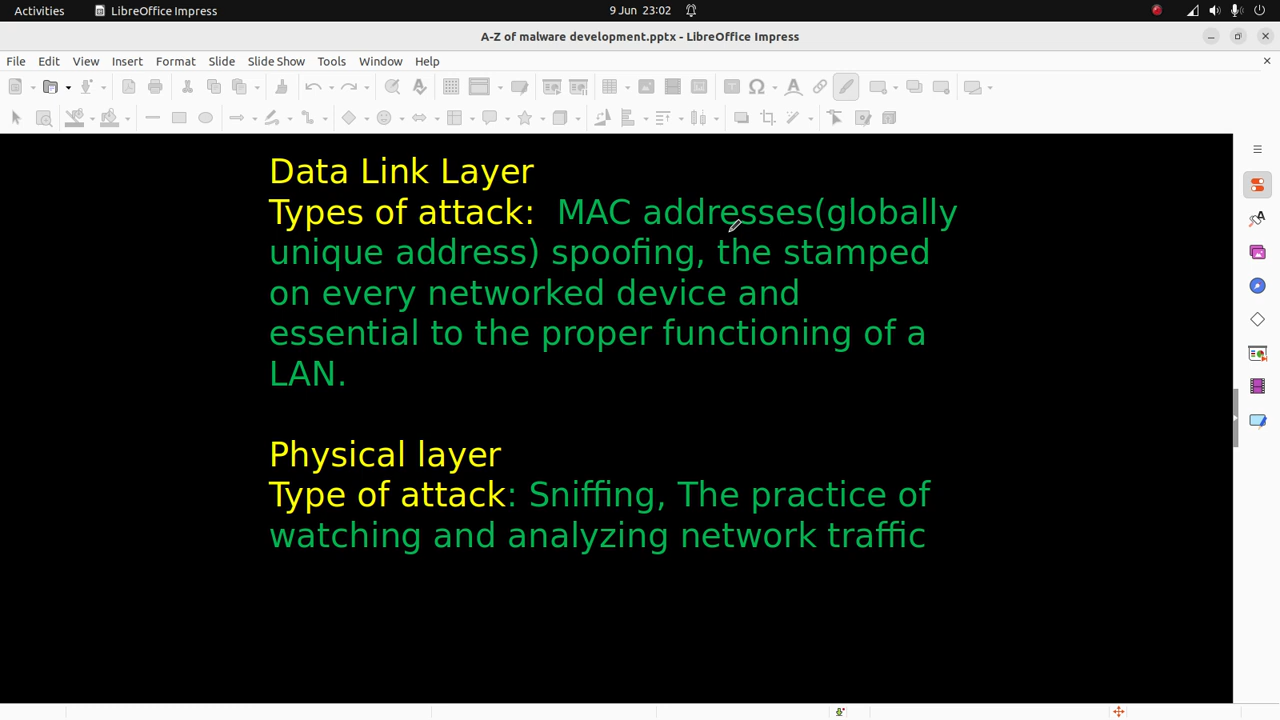 Activities LibreOffice Impress 9 Jun 23:02
A-Z of malware development.pptx - LibreOffice Impress
File Edit View Insert Format Slide Slide Show Tools Window Help
Data Link Layer
Types of attack: MAC addresses(globally
unique address) spoofing, the stamped
on every networked device and
essential to the proper functioning of a
LAN.
Physical layer
Type of attack: Sniffing, The practice of
watching and analyzing network traffic